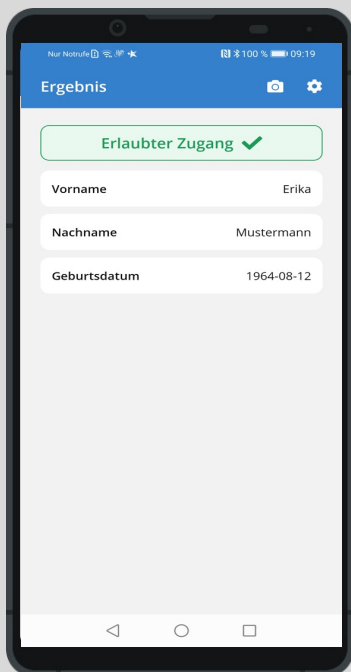 Nur Notrufe 100 % 09:19
Ergebnis
Erlaubter Zugang
Vorname Erika
Nachname Mustermann
Geburtsdatum 1964-08-12